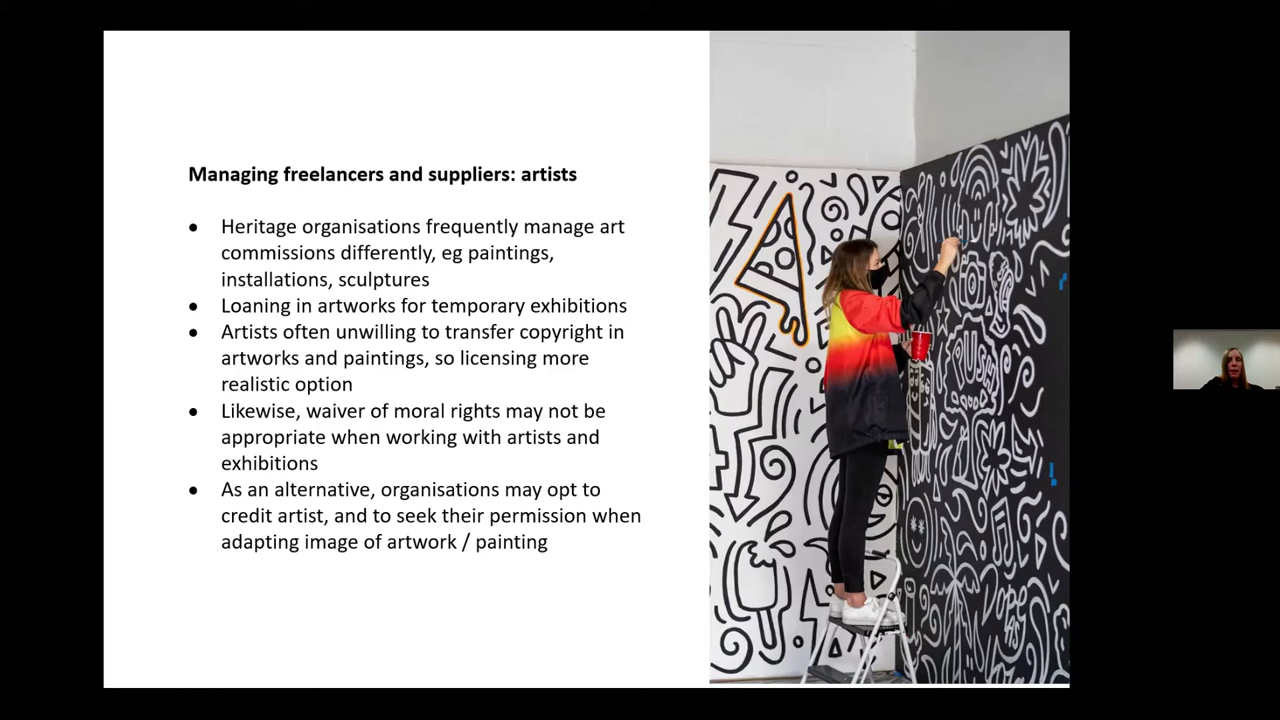 Managing freelancers and suppliers: artists
● Heritage organisations frequently manage art
commissions differently, eg paintings,
installations, sculptures
● Loaning in artworks for temporary exhibitions
● Artists often unwilling to transfer copyright in
artworks and paintings, so licensing more
realistic option
● Likewise, waiver of moral rights may not be
appropriate when working with artists and
exhibitions
● As an alternative, organisations may opt to
credit artist, and to seek their permission when
adapting image of artwork / painting
PUSH